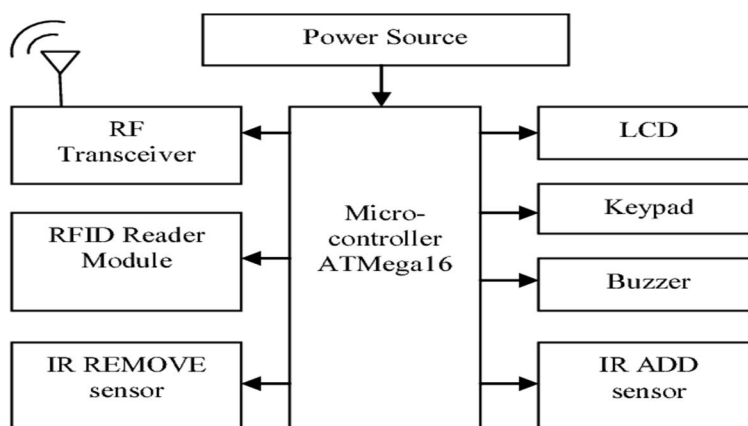 Power Source
RF
Transceiver
RFID Reader
Module
IR REMOVE
sensor
Micro-
controller
ATMega16
LCD
Keypad
Buzzer
IR ADD
sensor